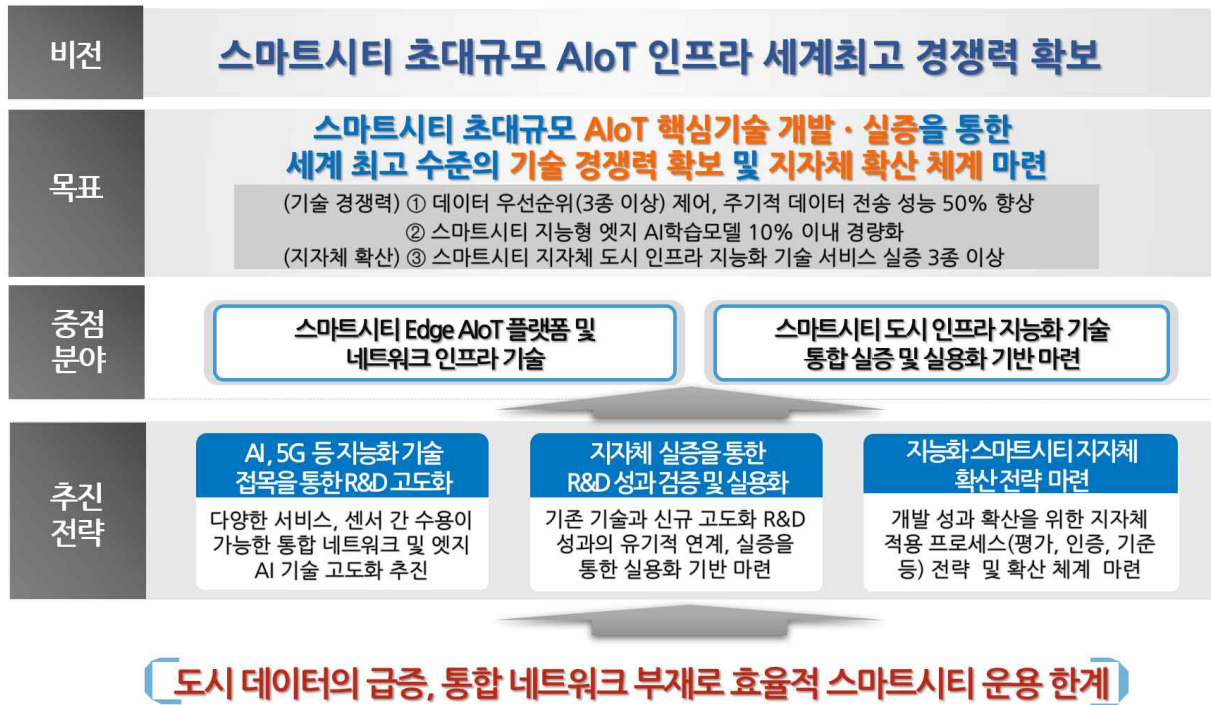 비전
스마트시티 초대규모 AIoT 인프라 세계최고 경쟁력 확보
목표
스마트시티 초대규모 AIoT 핵심기술 개발·실증을 통한
세계 최고 수준의 기술 경쟁력 확보 및 지자체 확산 체계 마련
(기술 경쟁력) ① 데이터 우선순위(3종 이상) 제어, 주기적 데이터 전송 성능 50% 향상
② 스마트시티 지능형 엣지 AI학습모델 10% 이내 경량화
(지자체 확산) ③ 스마트시티 지자체 도시 인프라 지능화 기술 서비스 실증 3종 이상
중점
분야
스마트시티 Edge AIoT 플랫폼 및
네트워크 인프라 기술
스마트시티 도시 인프라 지능화 기술
통합 실증 및 실용화 기반 마련
추진
전략
AI, 5G 등 지능화 기술
접목을 통한 R&D 고도화
다양한 서비스, 센서 간 수용이
가능한 통합 네트워크 및 엣지
AI 기술 고도화 추진
지자체 실증을 통한
R&D 성과 검증 및 실용화
기존 기술과 신규 고도화 R&D
성과의 유기적 연계, 실증을
통한 실용화 기반 마련
지능화 스마트시티 지자체
확산 전략 마련
개발 성과 확산을 위한 지자체
적용 프로세스(평가, 인증, 기준
등) 전략 및 확산 체계 마련
도시 데이터의 급증, 통합 네트워크 부재로 효율적 스마트시티 운용 한계